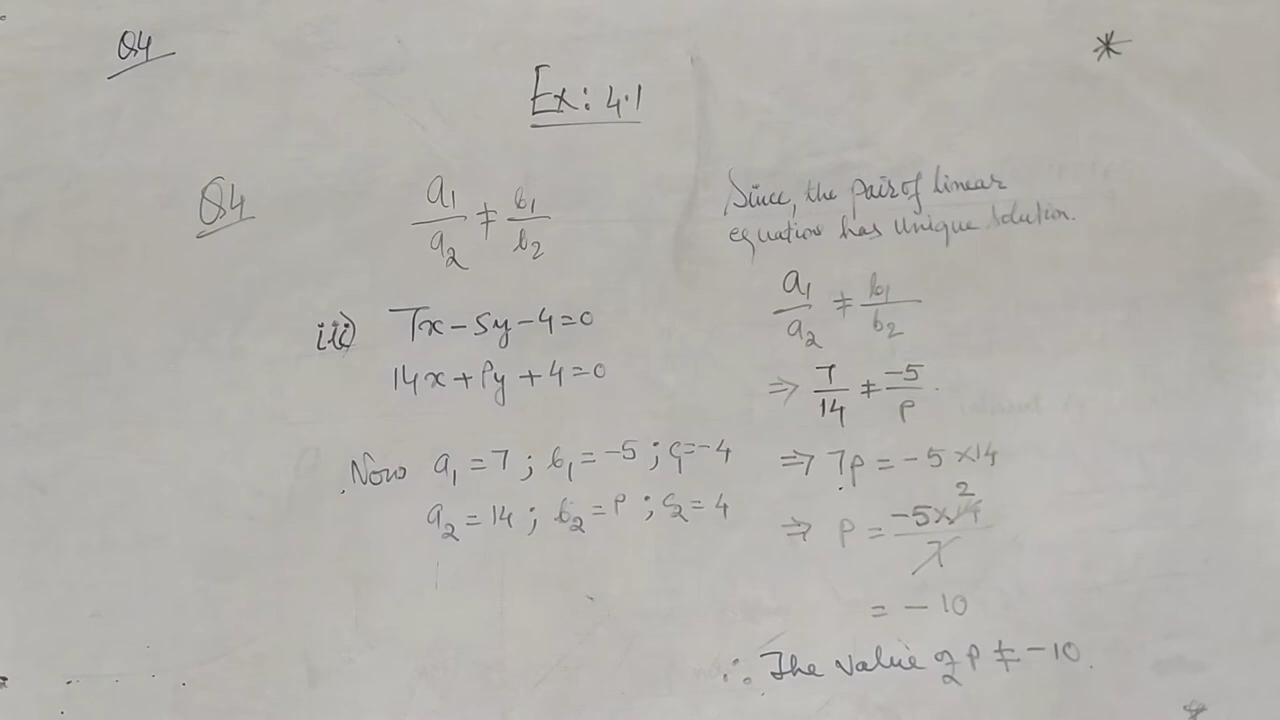 Q4
*
Ex: 4.1
Q4
a₁/a₂ ≠ b₁/b₂
iii) 7x - 5y - 4 = 0
14x + Py + 4 = 0
Now a₁ = 7 ; b₁ = -5 ; c₁ = -4
a₂ = 14 ; b₂ = P ; c₂ = 4
Since, the pair of linear
equation has unique solution.
a₁/a₂ ≠ b₁/b₂
⇒ 7/14 ≠ -5/P.
⇒ 7P = -5 × 14
⇒ P = -5 × 14/7 2
= -10
∴ The value of P ≠ -10.